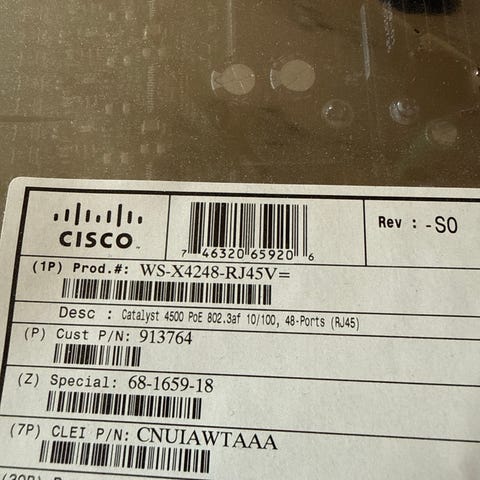 CISCO
7 46320 65920 6
Rev : -S0
(1P) Prod.#: WS-X4248-RJ45V=
Desc : Catalyst 4500 PoE 802.3af 10/100, 48-Ports (RJ45)
(P) Cust P/N: 913764
(Z) Special: 68-1659-18
(7P) CLEI P/N: CNUIAWTAAA